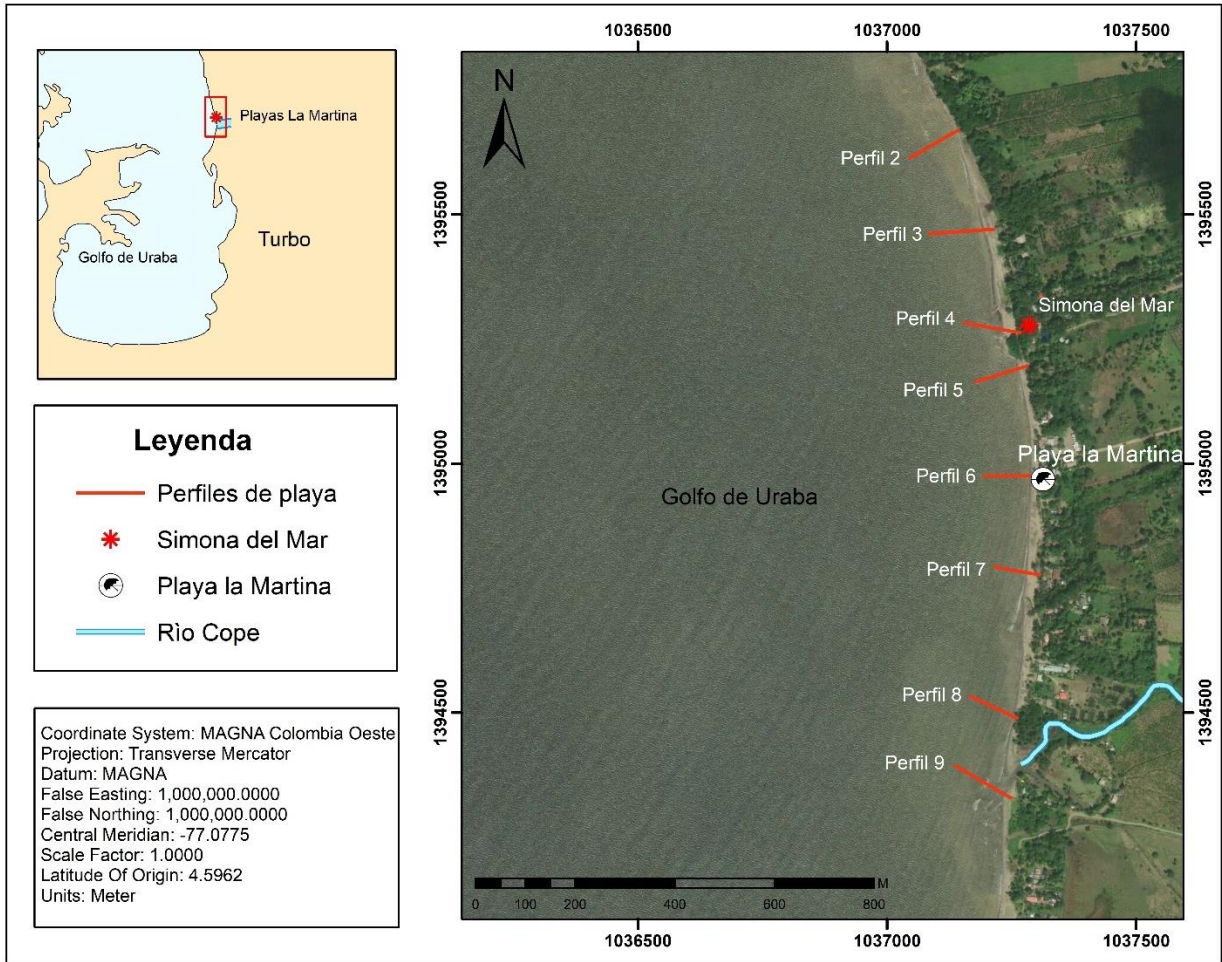 Playas La Martina
Turbo
Golfo de Uraba
Leyenda
Perfiles de playa
Simona del Mar
Playa la Martina
Rìo Cope
Coordinate System: MAGNA Colombia Oeste
Projection: Transverse Mercator
Datum: MAGNA
False Easting: 1,000,000.0000
False Northing: 1,000,000.0000
Central Meridian: -77.0775
Scale Factor: 1.0000
Latitude Of Origin: 4.5962
Units: Meter
1036500 1037000 1037500
N
Perfil 2
1395500 1395500
Perfil 3
Simona del Mar
Perfil 4
Perfil 5
Playa la Martina
1395000 1395000
Perfil 6
Golfo de Uraba
Perfil 7
Perfil 8
1394500 1394500
Perfil 9
M
0 100 200 400 600 800
1036500 1037000 1037500